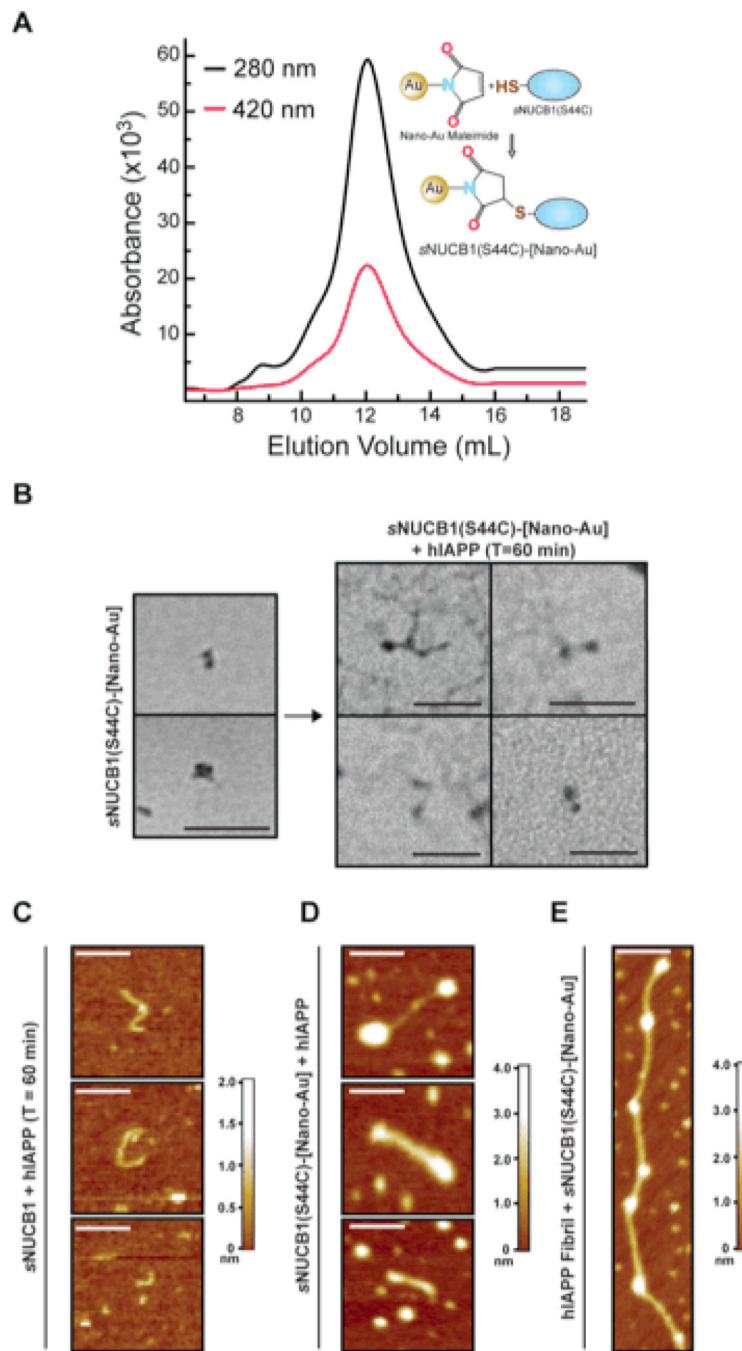 A
280 nm
420 nm
Absorbance (x10³)
60
50
40
30
20
10
8
10
12
14
16
18
Elution Volume (mL)
Au
N
O
O
+
HS
sNUCB1(S44C)
Nano-Au Maleimide
Au
N
O
O
S
sNUCB1(S44C)-[Nano-Au]
B
sNUCB1(S44C)-[Nano-Au]
+ hIAPP (T=60 min)
sNUCB1(S44C)-[Nano-Au]
C
sNUCB1 + hIAPP (T = 60 min)
2.0
1.5
1.0
0.5
0
nm
D
sNUCB1(S44C)-[Nano-Au] + hIAPP
4.0
3.0
2.0
1.0
0
nm
E
hIAPP Fibril + sNUCB1(S44C)-[Nano-Au]
4.0
3.0
2.0
1.0
0
nm